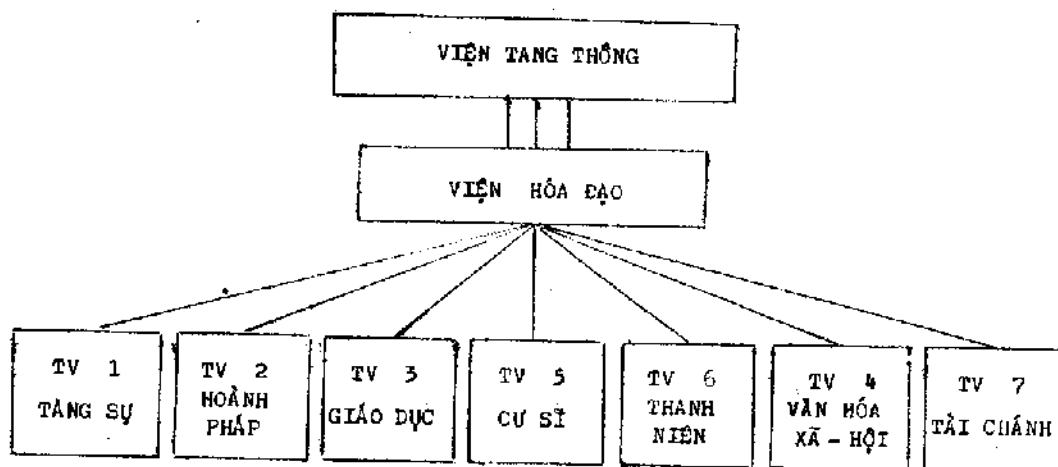 VIỆN TANG THỐNG
VIỆN HÓA ĐẠO
TV 1
TĂNG SỰ
TV 2
HOẰNH
PHÁP
TV 3
GIÁO DỤC
TV 5
CƯ SĨ
TV 6
THANH
NIÊN
TV 4
VĂN HÓA
XÃ - HỘI
TV 7
TÀI CHÁNH